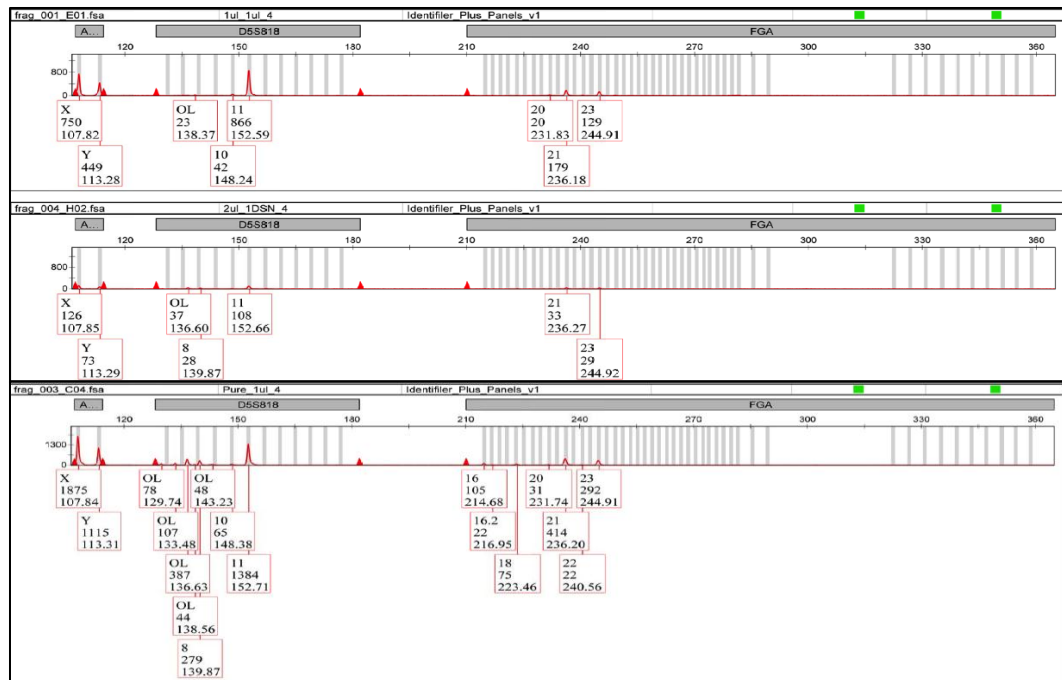 frag_001_E01.fsa 1ul_1ul_4 Identifiler_Plus_Panels_v1
A... D5S818 FGA
120 150 180 210 240 270 300 330 360
800
0
X OL 11 20 23
750 23 866 20 129
107.82 138.37 152.59 231.83 244.91
Y 10 21
449 42 179
113.28 148.24 236.18
frag_004_H02.fsa 2ul_1DSN_4 Identifiler_Plus_Panels_v1
A... D5S818 FGA
120 150 180 210 240 270 300 330 360
800
0
X OL 11 21
126 37 108 33
107.85 136.60 152.66 236.27
Y 8 23
73 28 29
113.29 139.87 244.92
frag_003_C04.fsa Pure_1ul_4 Identifiler_Plus_Panels_v1
A... D5S818 FGA
120 150 180 210 240 270 300 330 360
1300
0
X OL OL 16 20 23
1875 78 48 105 31 292
107.84 129.74 143.23 214.68 231.74 244.91
Y OL 10 16.2 21
1115 107 65 22 414
113.31 133.48 148.38 216.95 236.20
OL 11 18 22
387 1384 75 22
136.63 152.71 223.46 240.56
OL
44
138.56
8
279
139.87